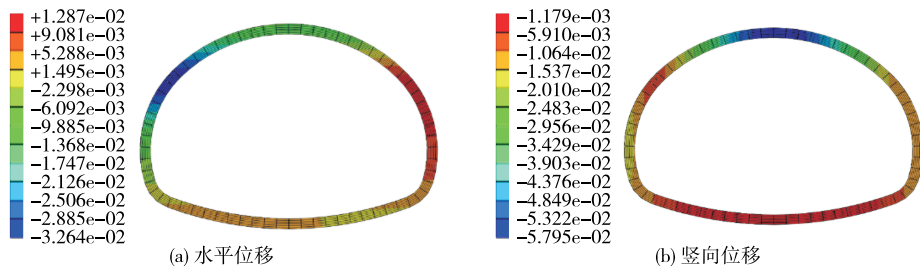 +1.287e-02
+9.081e-03
+5.288e-03
+1.495e-03
-2.298e-03
-6.092e-03
-9.885e-03
-1.368e-02
-1.747e-02
-2.126e-02
-2.506e-02
-2.885e-02
-3.264e-02
(a) 水平位移
-1.179e-03
-5.910e-03
-1.064e-02
-1.537e-02
-2.010e-02
-2.483e-02
-2.956e-02
-3.429e-02
-3.903e-02
-4.376e-02
-4.849e-02
-5.322e-02
-5.795e-02
(b) 竖向位移